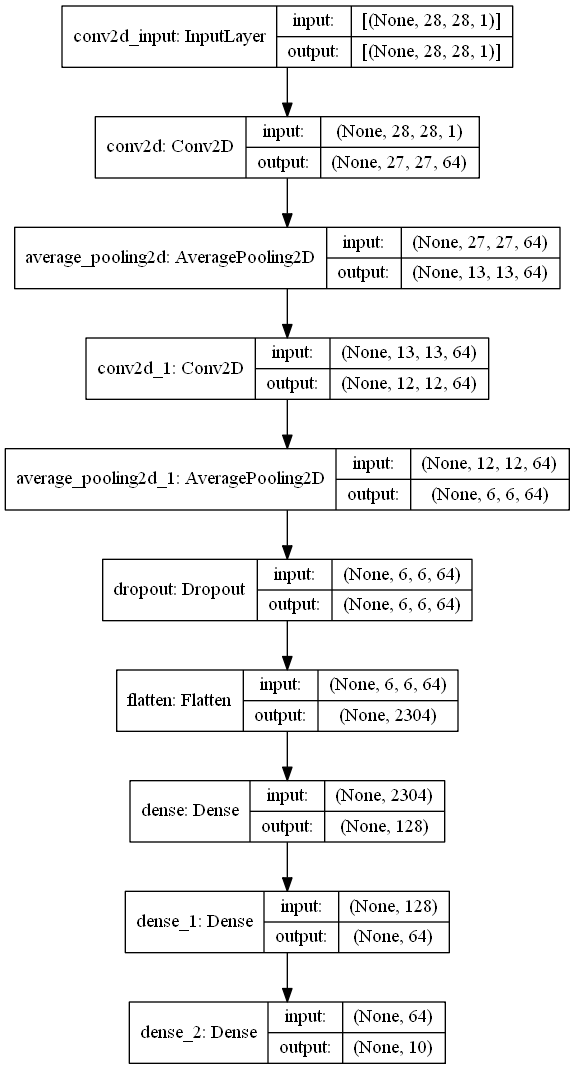 conv2d_input: InputLayer
input: [(None, 28, 28, 1)]
output: [(None, 28, 28, 1)]
conv2d: Conv2D
input: (None, 28, 28, 1)
output: (None, 27, 27, 64)
average_pooling2d: AveragePooling2D
input: (None, 27, 27, 64)
output: (None, 13, 13, 64)
conv2d_1: Conv2D
input: (None, 13, 13, 64)
output: (None, 12, 12, 64)
average_pooling2d_1: AveragePooling2D
input: (None, 12, 12, 64)
output: (None, 6, 6, 64)
dropout: Dropout
input: (None, 6, 6, 64)
output: (None, 6, 6, 64)
flatten: Flatten
input: (None, 6, 6, 64)
output: (None, 2304)
dense: Dense
input: (None, 2304)
output: (None, 128)
dense_1: Dense
input: (None, 128)
output: (None, 64)
dense_2: Dense
input: (None, 64)
output: (None, 10)